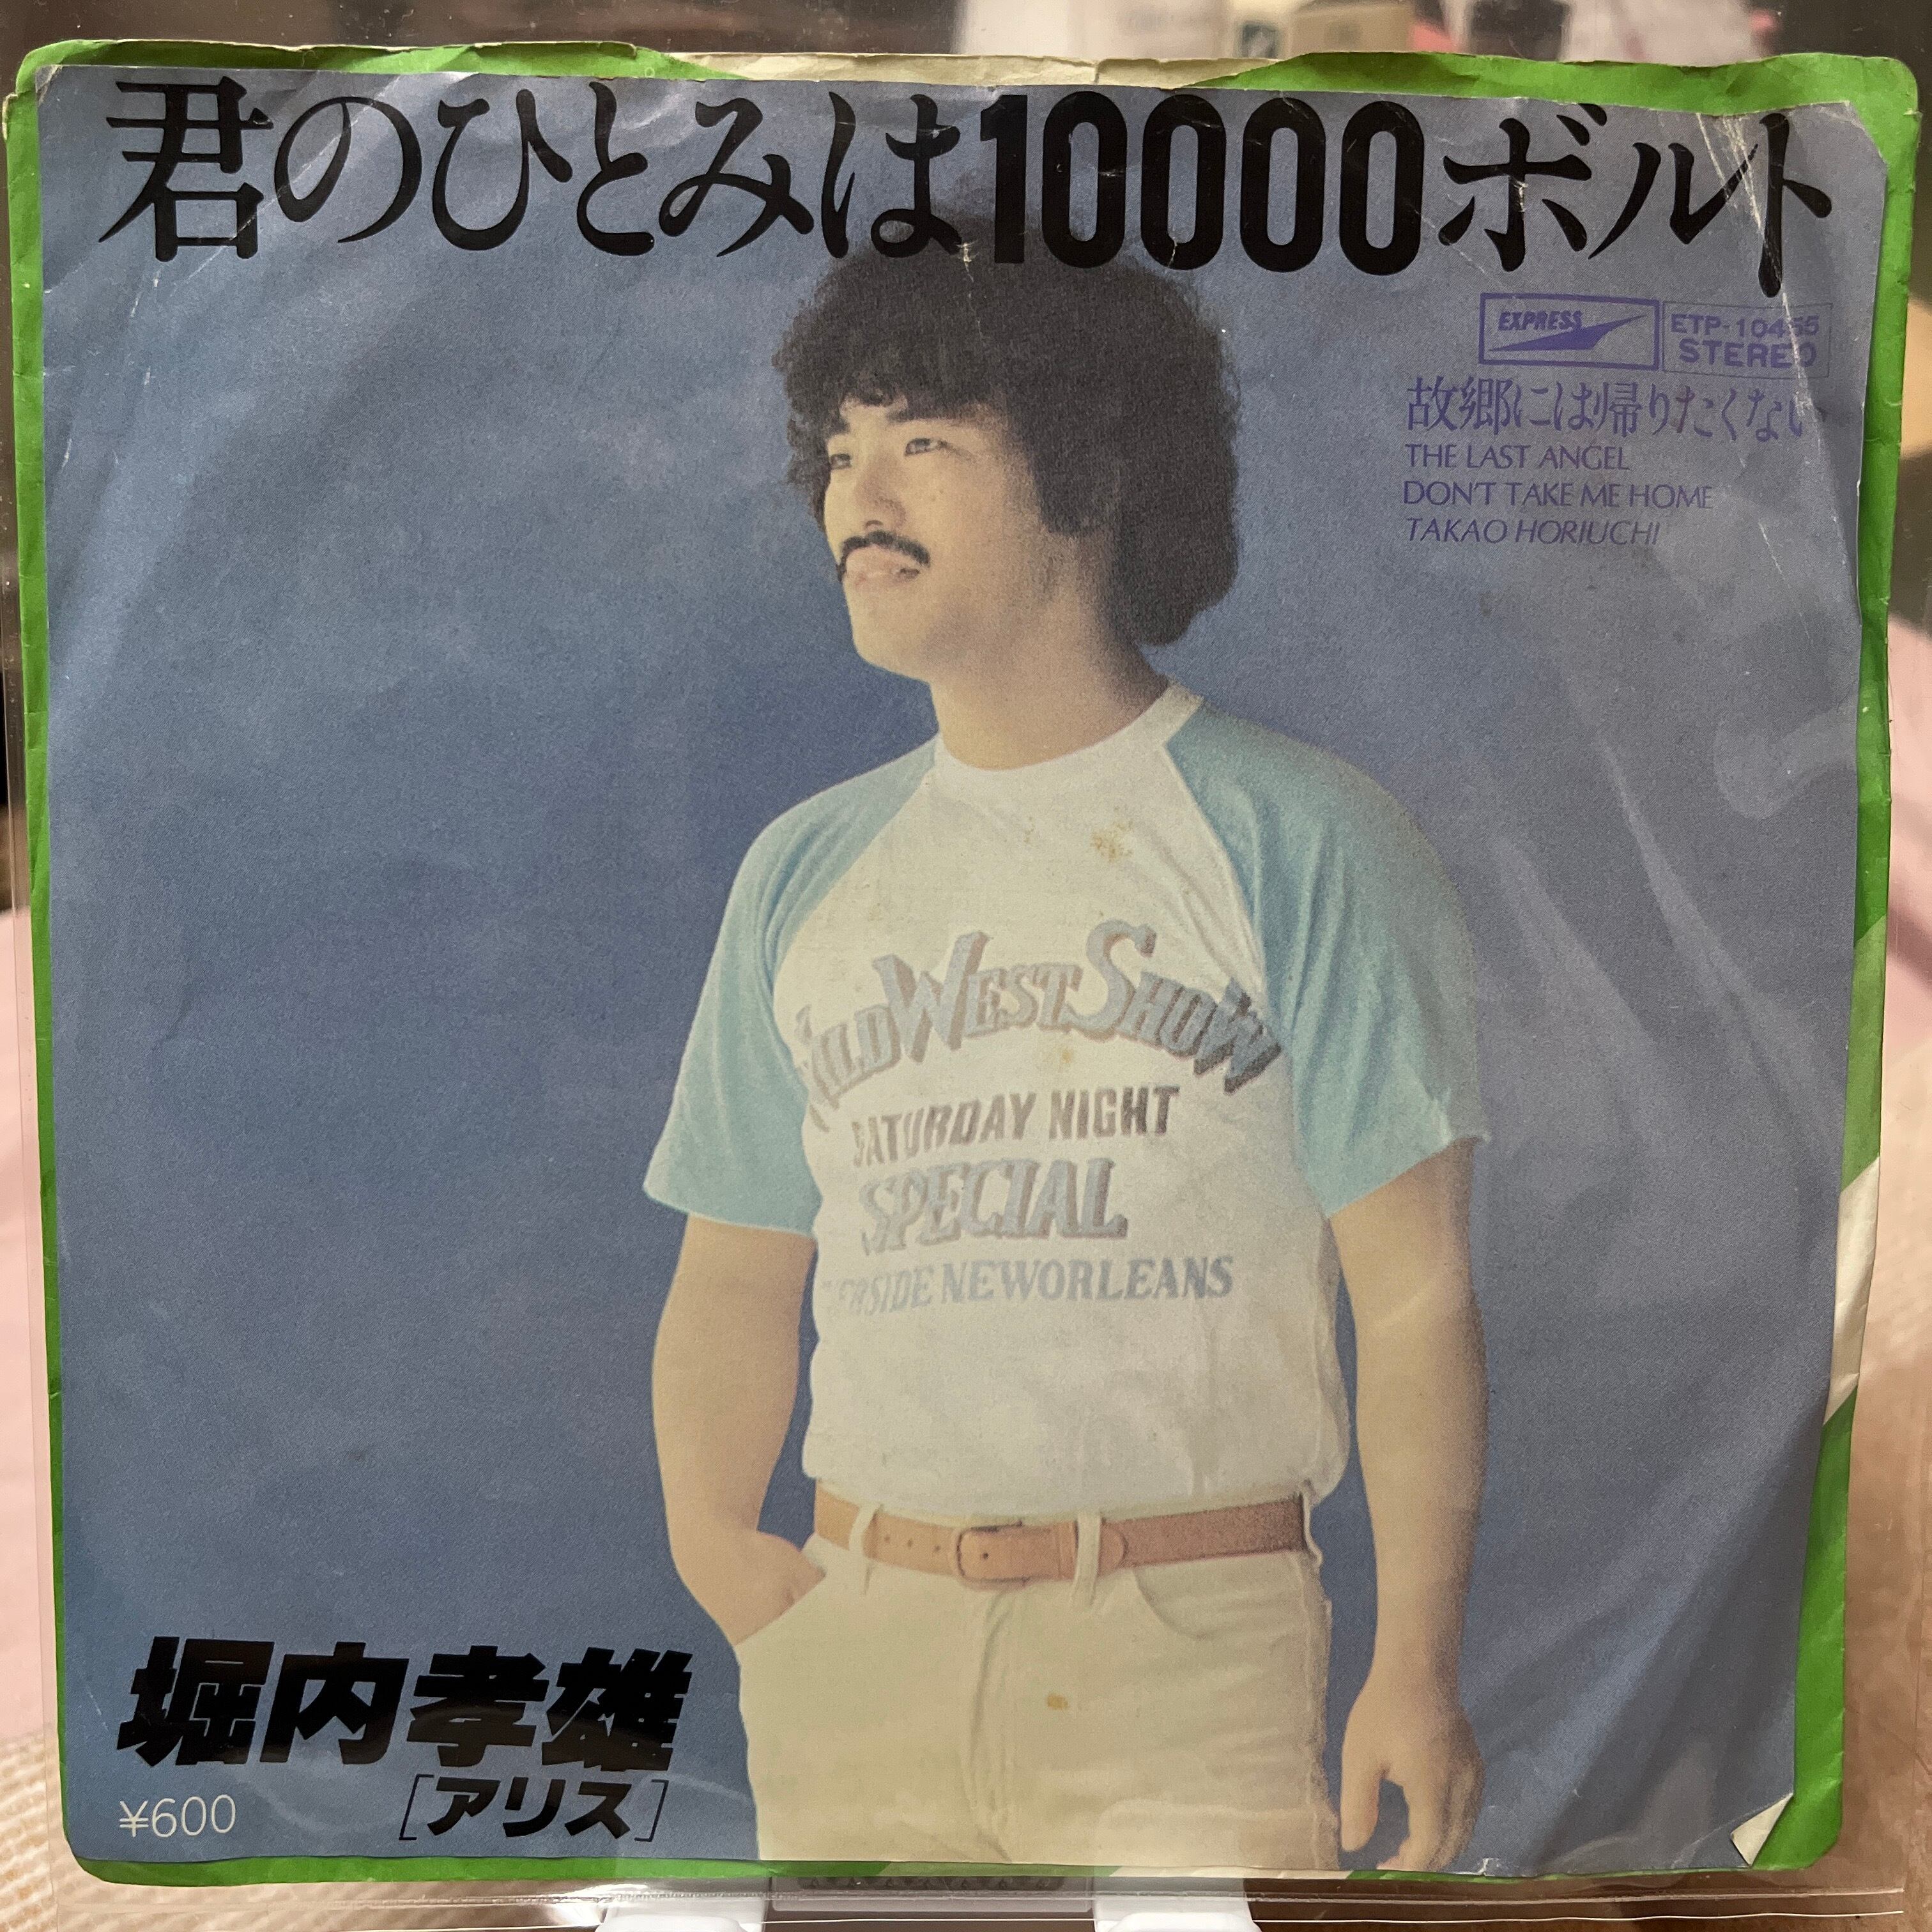 君のひとみは10000ボルト
EXPRESS
ETP-10455
STEREO
故郷には帰りたくない
THE LAST ANGEL
DON'T TAKE ME HOME
TAKAO HORIUCHI
WILD WEST SHOW
SATURDAY NIGHT
SPECIAL
NEWORLEANS
堀内孝雄
[アリス]
¥600